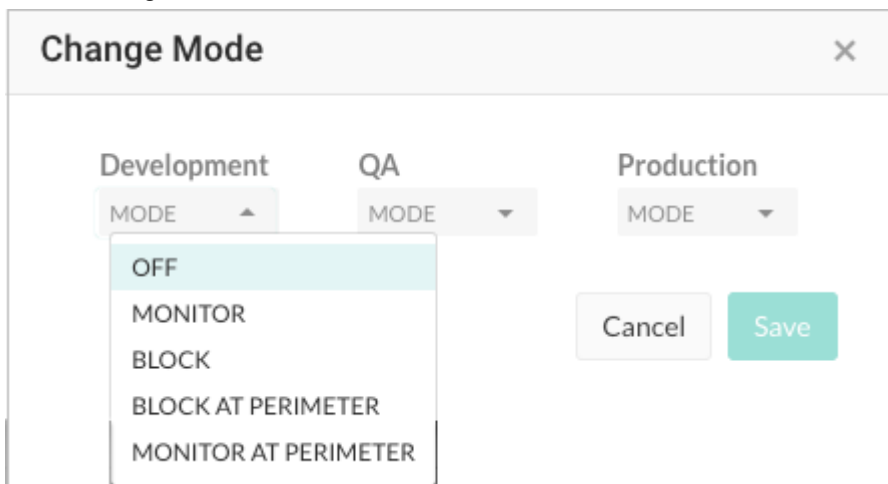 Change Mode
Development QA Production
MODE MODE MODE
OFF
MONITOR
BLOCK
BLOCK AT PERIMETER
MONITOR AT PERIMETER
Cancel Save